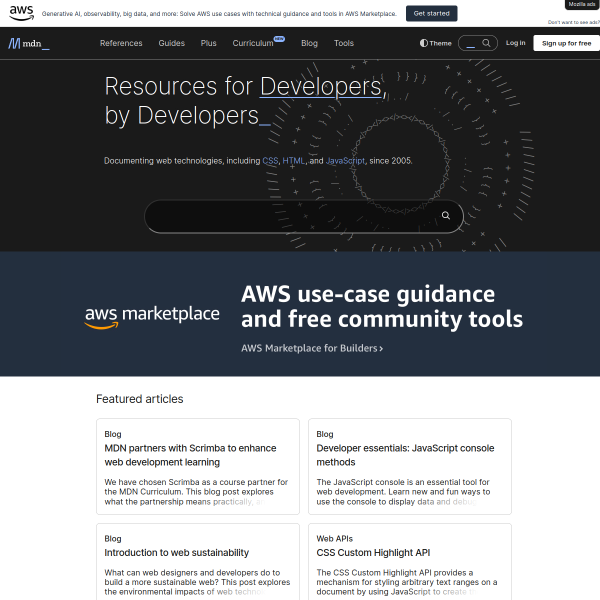 aws
Generative AI, observability, big data, and more: Solve AWS use cases with technical guidance and tools in AWS Marketplace.
Get started
Mozilla ads
Don't want to see ads?
mdn_
References
Guides
Plus
Curriculum
NEW
Blog
Tools
Theme
Log in
Sign up for free
Resources for Developers,
by Developers_
Documenting web technologies, including CSS, HTML, and JavaScript, since 2005.
aws marketplace
AWS use-case guidance
and free community tools
AWS Marketplace for Builders ›
Featured articles
Blog
MDN partners with Scrimba to enhance
web development learning
We have chosen Scrimba as a course partner for
the MDN Curriculum. This blog post explores
what the partnership means practically,
Blog
Developer essentials: JavaScript console
methods
The JavaScript console is an essential tool for
web development. Learn new and fun ways to
use the console to display data and
Blog
Introduction to web sustainability
What can web designers and developers do to
build a more sustainable web? This post explores
the environmental impacts of web
Web APIs
CSS Custom Highlight API
The CSS Custom Highlight API provides a
mechanism for styling arbitrary text ranges on a
document by using JavaScript to create